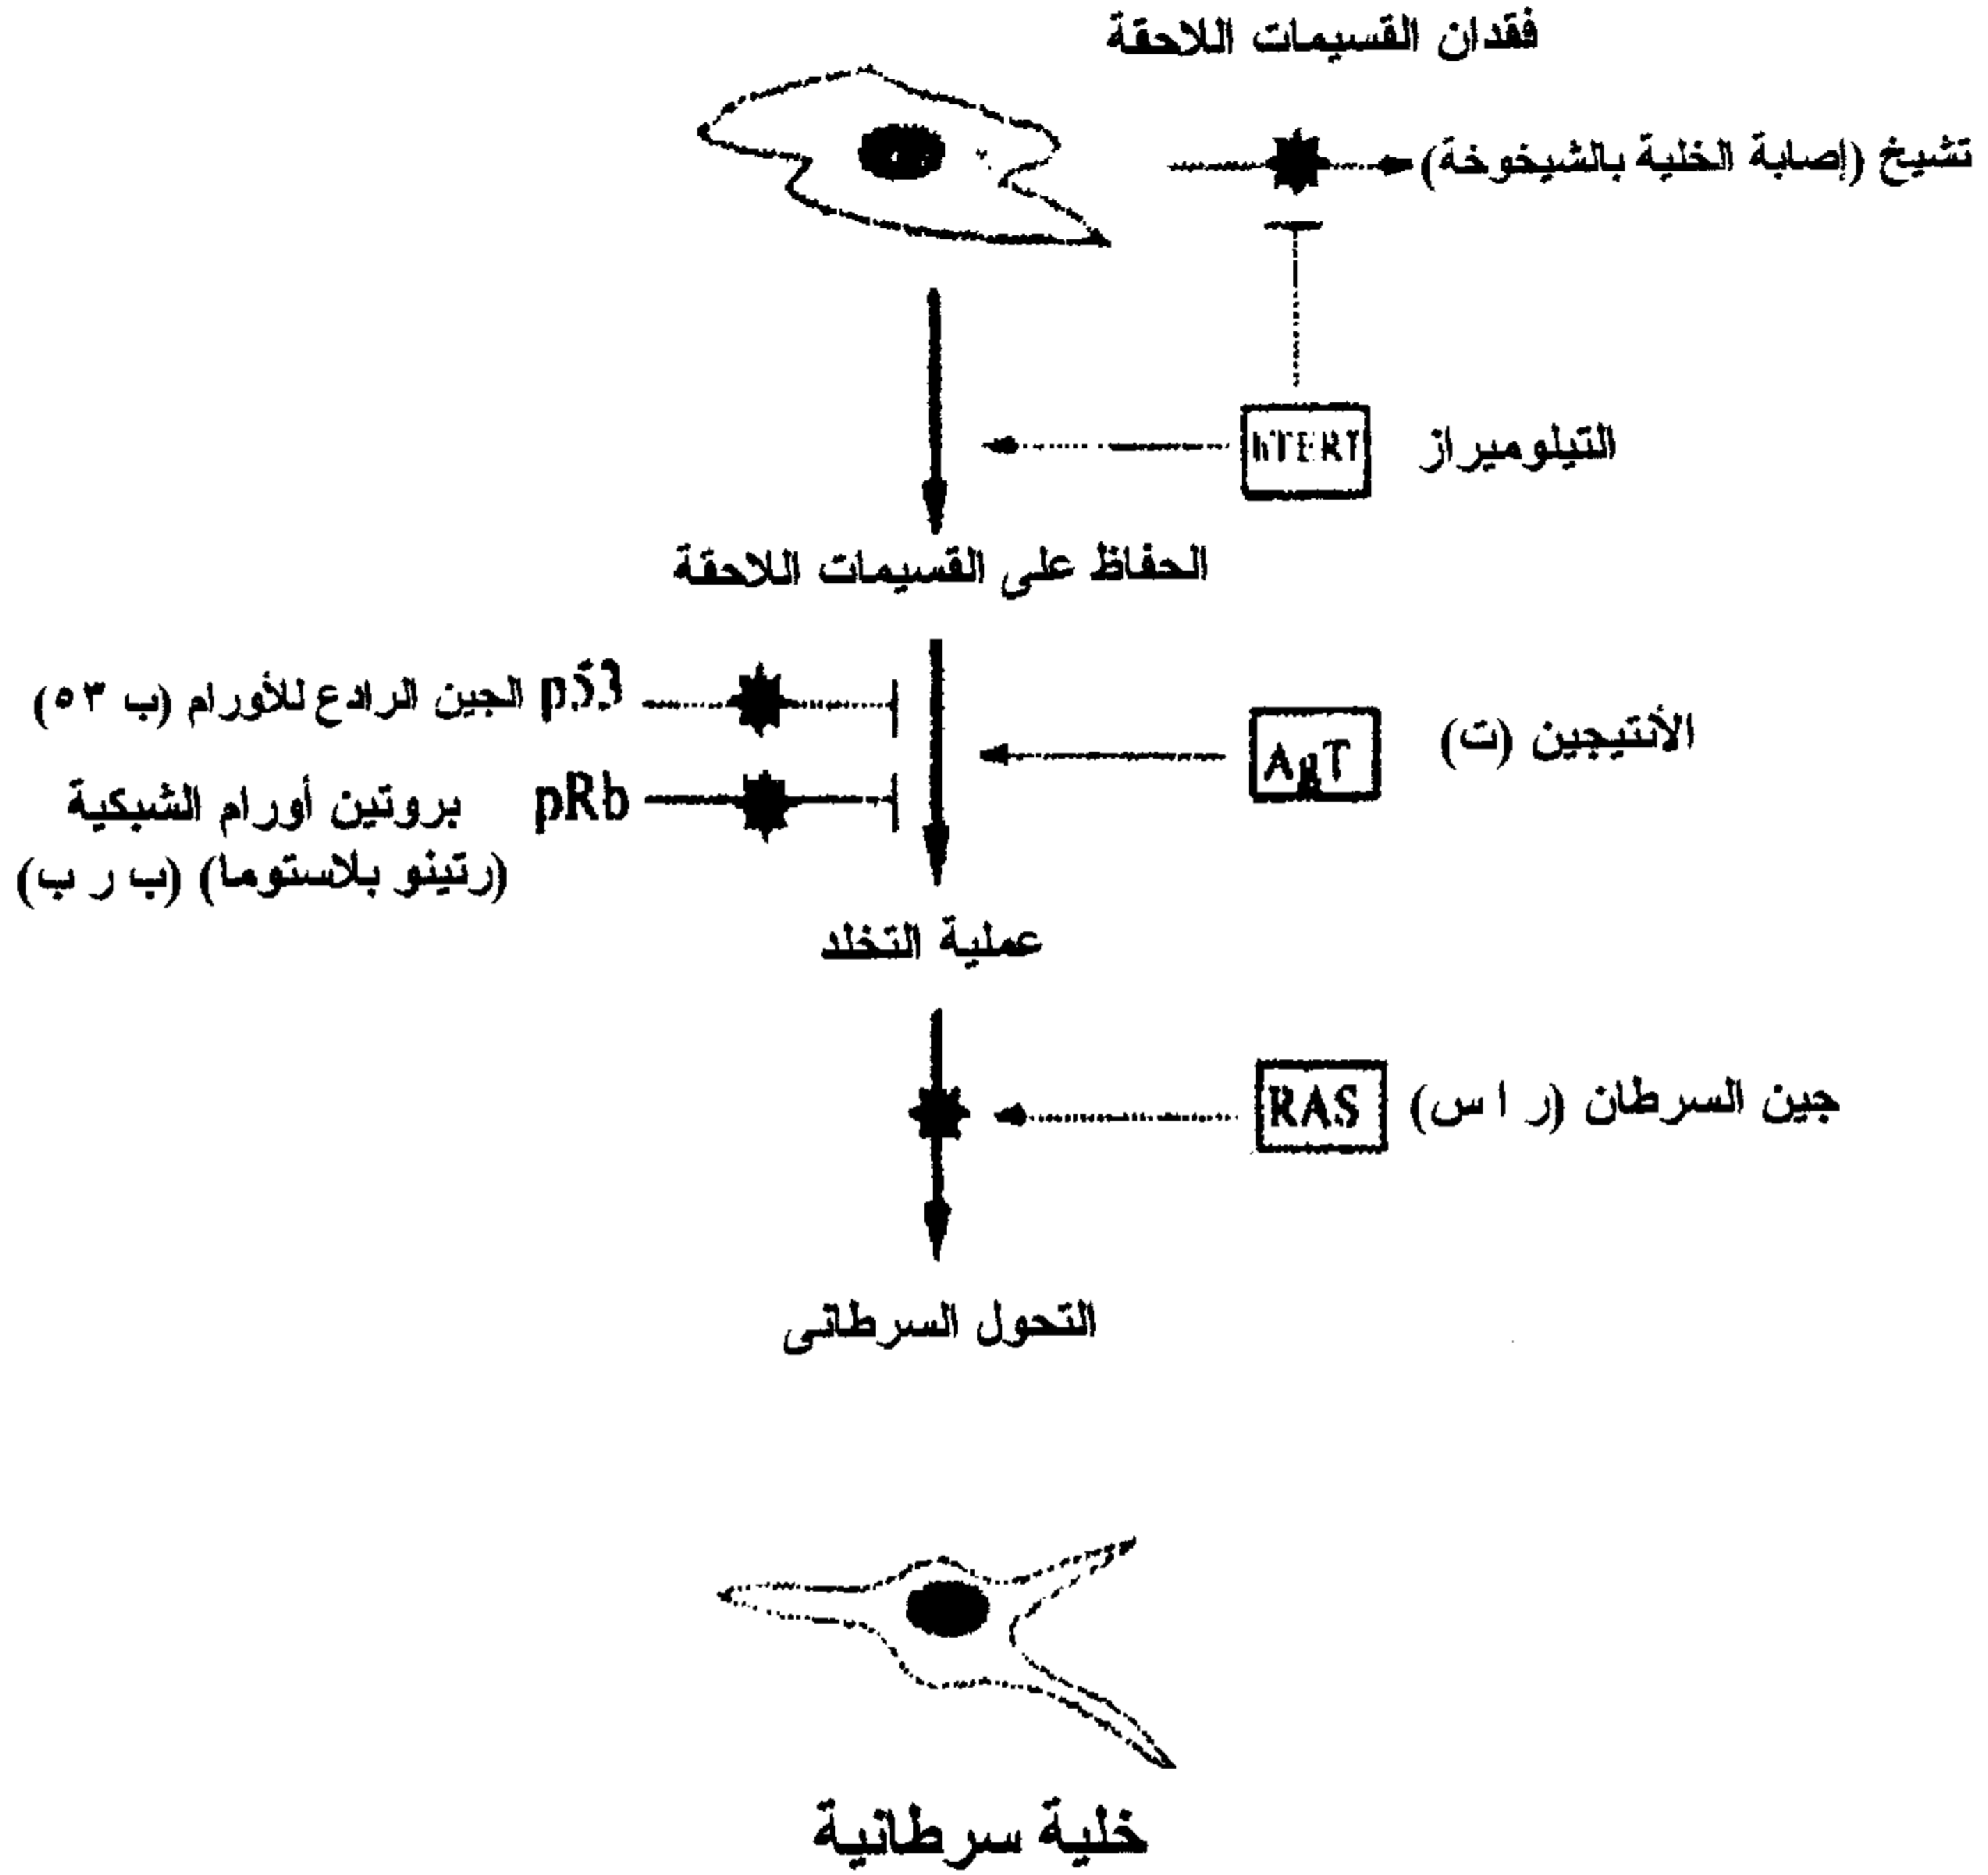 فقدان القسيمات اللاحقة
تشيخ (إصابة الخلية بالشيخوخة)
التيلوميراز hTERT
الحفاظ على القسيمات اللاحقة
p53 الجين الرادع للأورام (ب ٥٣)
الأنتيجين (ت) AgT
pRb بروتين أورام الشبكية
(رتينو بلاستوما) (ب ر ب)
عملية التخلد
جين السرطان (ر ا س) RAS
التحول السرطانى
خلية سرطانية